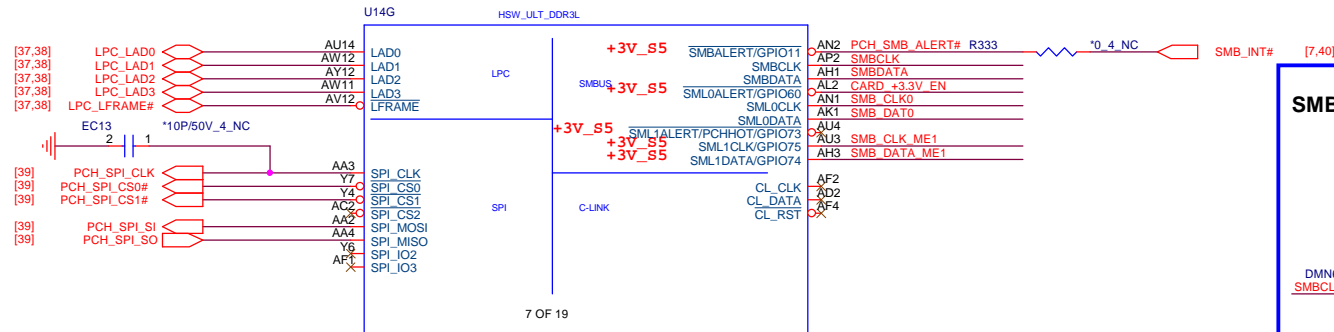 U14G
HSW_ULT_DDR3L
[37,38] LPC_LAD0 AU14 LAD0
[37,38] LPC_LAD1 AW12 LAD1
[37,38] LPC_LAD2 AY12 LAD2
[37,38] LPC_LAD3 AW11 LAD3
[37,38] LPC_LFRAME# AV12 LFRAME
LPC
EC13 *10P/50V_4_NC
2 1
[39] PCH_SPI_CLK AA3 SPI_CLK
[39] PCH_SPI_CS0# Y7 SPI_CS0
[39] PCH_SPI_CS1# Y4 SPI_CS1
AC2 SPI_CS2
[39] PCH_SPI_SI AA2 SPI_MOSI
[39] PCH_SPI_SO AA4 SPI_MISO
Y6 SPI_IO2
AF1 SPI_IO3
SPI
SMBUS
+3V_S5 SMBALERT/GPIO11 AN2 PCH_SMB_ALERT# R333 *0_4_NC SMB_INT# [7,40]
SMBCLK AP2 SMBCLK
SMBDATA AH1 SMBDATA
+3V_S5 SML0ALERT/GPIO60 AL2 CARD_+3.3V_EN
SML0CLK AN1 SMB_CLK0
SML0DATA AK1 SMB_DAT0
+3V_S5 SML1ALERT/PCHHOT/GPIO73 AU4
+3V_S5 SML1CLK/GPIO75 AU3 SMB_CLK_ME1
+3V_S5 SML1DATA/GPIO74 AH3 SMB_DATA_ME1
C-LINK
CL_CLK AF2
CL_DATA AD2
CL_RST AF4
7 OF 19
SMB
DMN
SMBCL